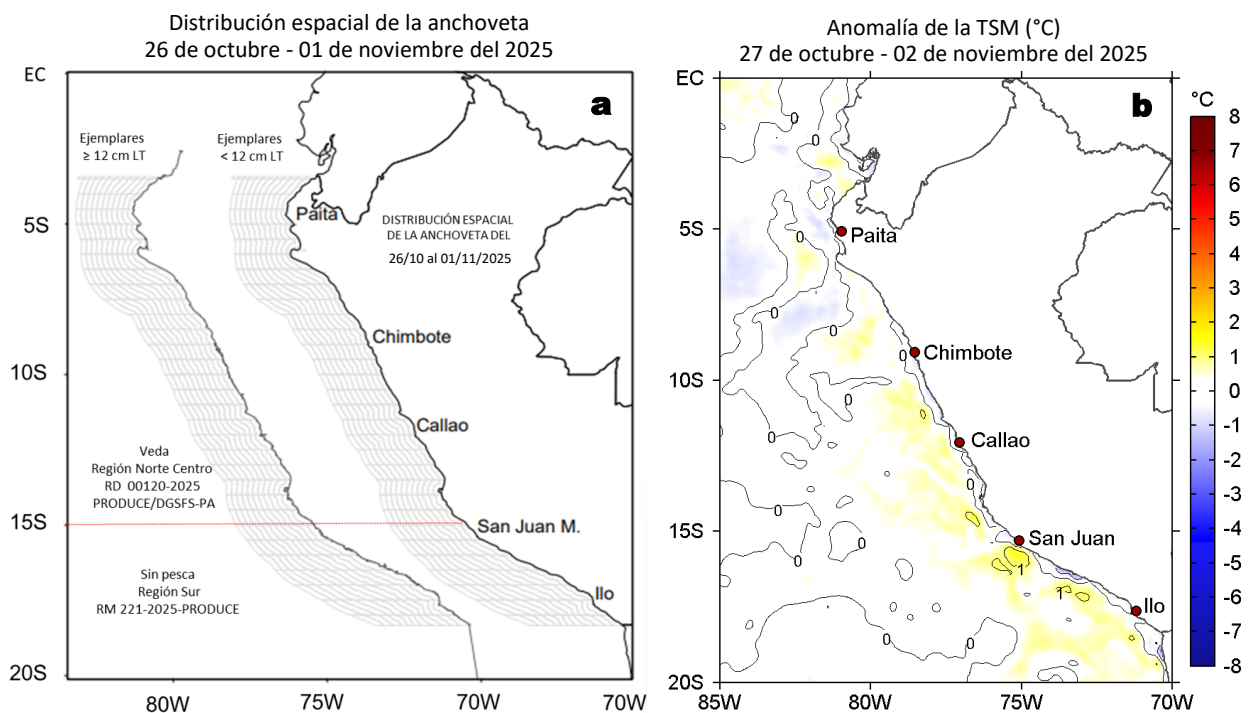 Distribución espacial de la anchoveta
26 de octubre - 01 de noviembre del 2025
EC
5S
10S
15S
20S
80W
75W
70W
70W
a
Ejemplares
≥ 12 cm LT
Ejemplares
< 12 cm LT
Paita
DISTRIBUCIÓN ESPACIAL
DE LA ANCHOVETA DEL
26/10 al 01/11/2025
Chimbote
Callao
Veda
Región Norte Centro
RD 00120-2025
PRODUCE/DGSFS-PA
San Juan M.
Sin pesca
Región Sur
RM 221-2025-PRODUCE
Ilo
Anomalía de la TSM (°C)
27 de octubre - 02 de noviembre del 2025
EC
5S
10S
15S
20S
85W
80W
75W
70W
b
0
0
0
Paita
0
0
0
Chimbote
0
0
Callao
0
0
San Juan
0
0
1
1
Ilo
0
0
°C
8
7
6
5
4
3
2
1
0
-1
-2
-3
-4
-5
-6
-7
-8